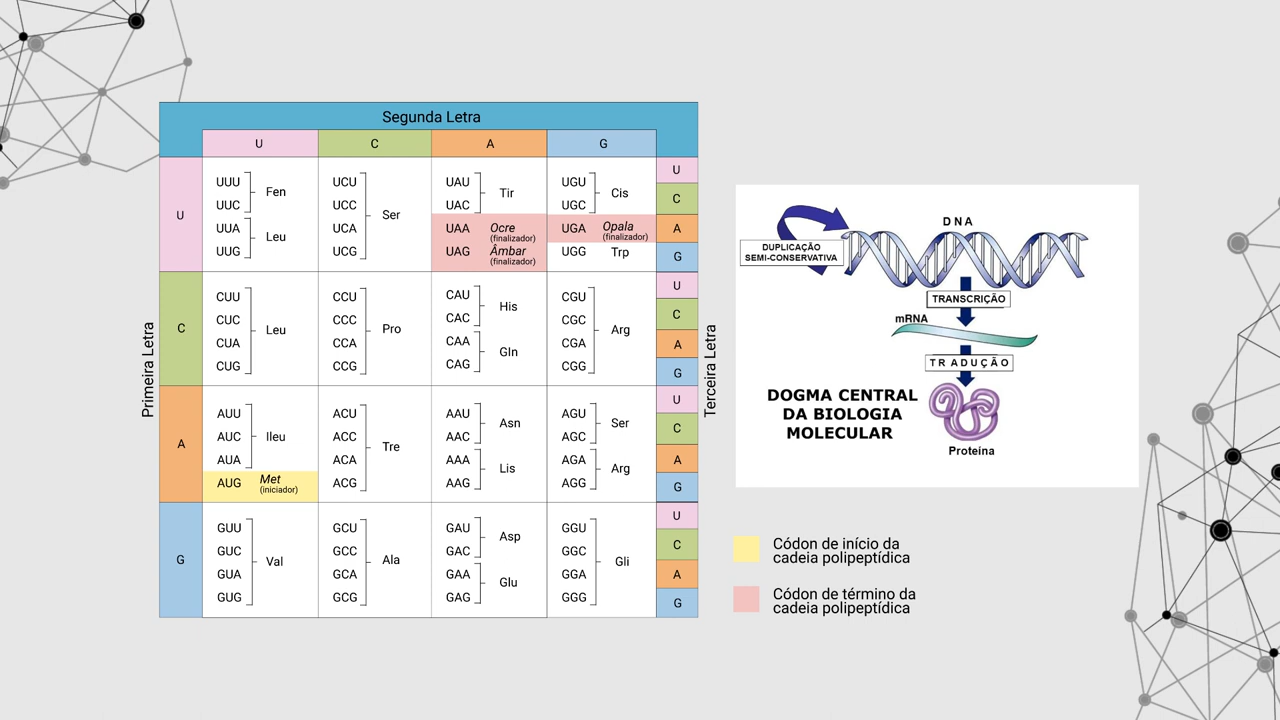 Segunda Letra
U C A G
Primeira Letra
U
UUU
UUC
Fen
UUA
UUG
Leu
UCU
UCC
UCA
UCG
Ser
UAU
UAC
Tir
UAA Ocre
(finalizador)
UAG Âmbar
(finalizador)
UGU
UGC
Cis
UGA Opala
(finalizador)
UGG Trp
U
C
A
G
C
CUU
CUC
CUA
CUG
Leu
CCU
CCC
CCA
CCG
Pro
CAU
CAC
His
CAA
CAG
Gln
CGU
CGC
CGA
CGG
Arg
U
C
A
G
A
AUU
AUC
AUA
Ileu
AUG Met
(iniciador)
ACU
ACC
ACA
ACG
Tre
AAU
AAC
Asn
AAA
AAG
Lis
AGU
AGC
Ser
AGA
AGG
Arg
U
C
A
G
G
GUU
GUC
GUA
GUG
Val
GCU
GCC
GCA
GCG
Ala
GAU
GAC
Asp
GAA
GAG
Glu
GGU
GGC
GGA
GGG
Gli
U
C
A
G
Terceira Letra
DNA
DUPLICAÇÃO
SEMI-CONSERVATIVA
TRANSCRIÇÃO
mRNA
TRADUÇÃO
DOGMA CENTRAL
DA BIOLOGIA
MOLECULAR
Proteína
Códon de início da
cadeia polipeptídica
Códon de término da
cadeia polipeptídica